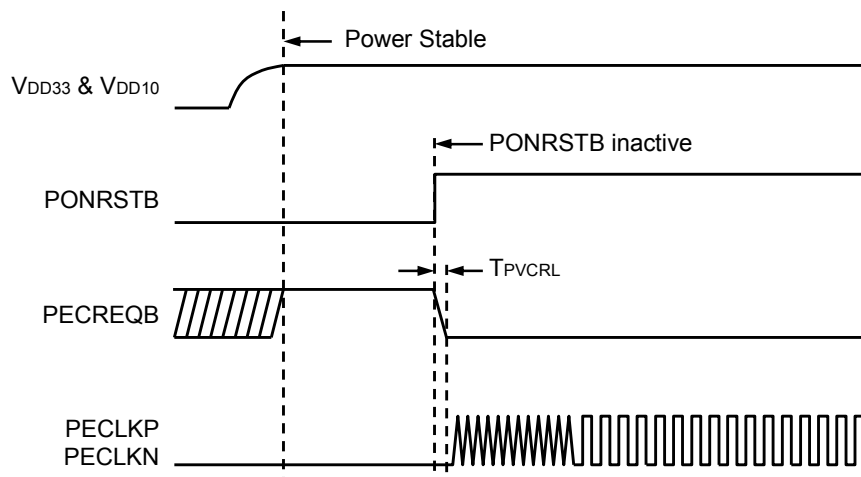 Power Stable
VDD33 & VDD10
PONRSTB inactive
PONRSTB
TPVCRL
PECREQB
PECLKP
PECLKN